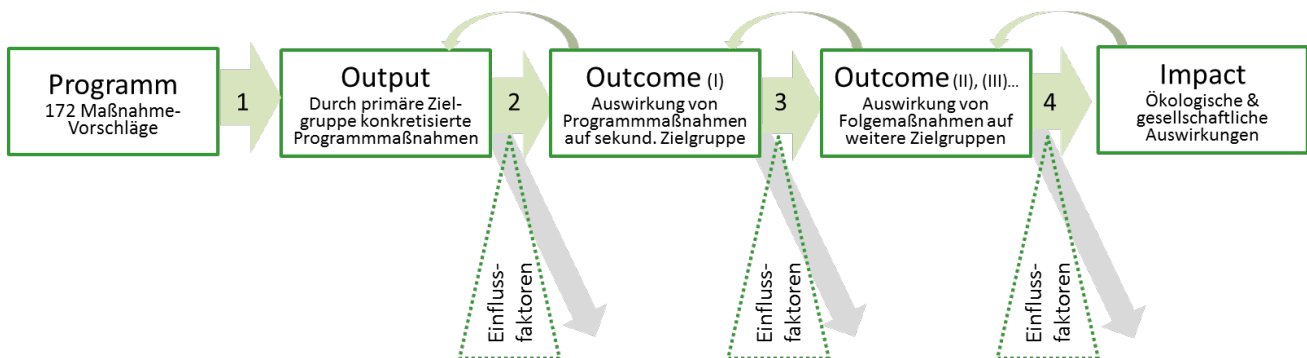 Programm
172 Maßnahme-
Vorschläge
1
Output
Durch primäre Ziel-
gruppe konkretisierte
Programmmaßnahmen
2
Outcome (I)
Auswirkung von
Programmmaßnahmen
auf sekund. Zielgruppe
3
Outcome (II), (III)...
Auswirkung von
Folgemaßnahmen auf
weitere Zielgruppen
4
Impact
Ökologische &
gesellschaftliche
Auswirkungen
Einfluss-
faktoren
Einfluss-
faktoren
Einfluss-
faktoren